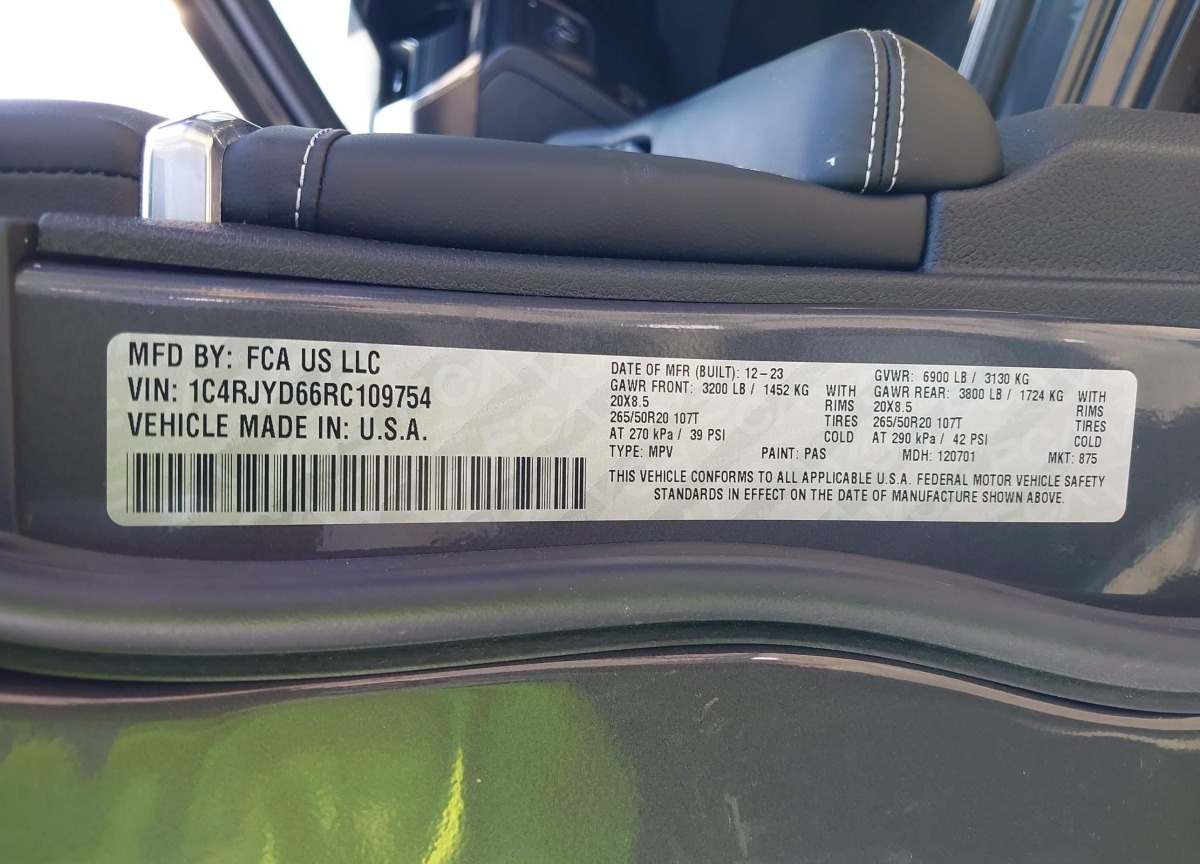 MFD BY: FCA US LLC
VIN: 1C4RJYD66RC109754
VEHICLE MADE IN: U.S.A.
DATE OF MFR (BUILT): 12-23
GVWR: 6900 LB / 3130 KG
GAWR FRONT: 3200 LB / 1452 KG WITH
20X8.5 RIMS
265/50R20 107T TIRES
AT 270 kPa / 39 PSI COLD
GAWR REAR: 3800 LB / 1724 KG WITH
20X8.5 RIMS
265/50R20 107T TIRES
AT 290 kPa / 42 PSI COLD
TYPE: MPV PAINT: PAS MDH: 120701 MKT: 875
THIS VEHICLE CONFORMS TO ALL APPLICABLE U.S.A. FEDERAL MOTOR VEHICLE SAFETY
STANDARDS IN EFFECT ON THE DATE OF MANUFACTURE SHOWN ABOVE.